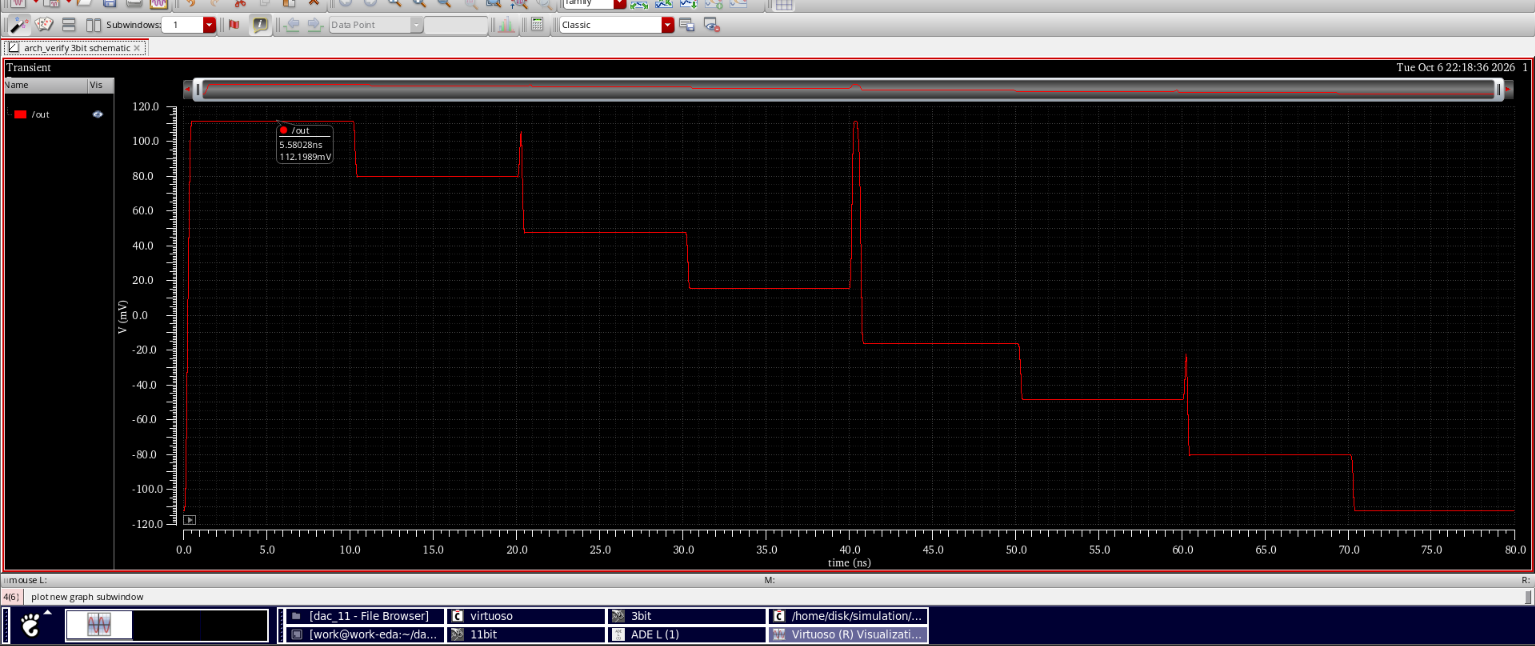 family
Subwindows: 1
Data Point
Classic
arch_verify 3bit schematic
Transient
Tue Oct 6 22:18:36 2026 1
Name Vis
/out
120.0
100.0
80.0
60.0
40.0
20.0
0.0
-20.0
-40.0
-60.0
-80.0
-100.0
-120.0
V (mV)
/out
5.58028ns
112.1989mV
0.0 5.0 10.0 15.0 20.0 25.0 30.0 35.0 40.0 45.0 50.0 55.0 60.0 65.0 70.0 75.0 80.0
time (ns)
mouse L: M: R:
4(6) plot new graph subwindow
[dac_11 - File Browser] virtuoso 3bit /home/disk/simulation/...
[work@work-eda:~/da... 11bit ADE L (1) Virtuoso (R) Visualizati...